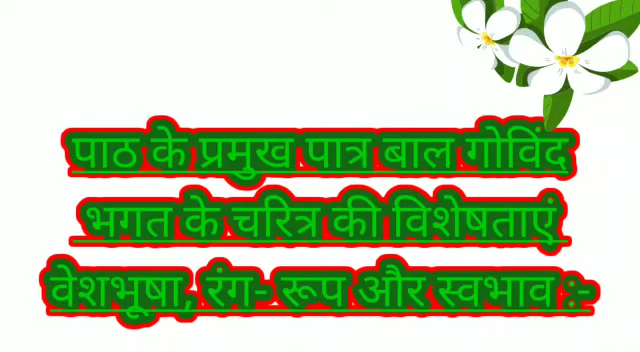 पाठ के प्रमुख पात्र बाल गोविंद
भगत के चरित्र की विशेषताएं
वेशभूषा, रंग- रूप और स्वभाव :-